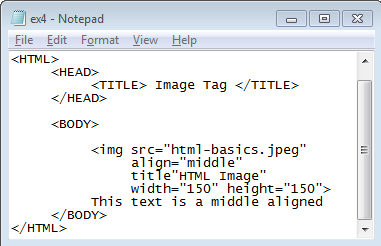 ex4 - Notepad
File Edit Format View Help
<HTML>
<HEAD>
<TITLE> Image Tag </TITLE>
</HEAD>
<BODY>
<img src="html-basics.jpeg"
align="middle"
title"HTML Image"
width="150" height="150">
This text is a middle aligned
</BODY>
</HTML>